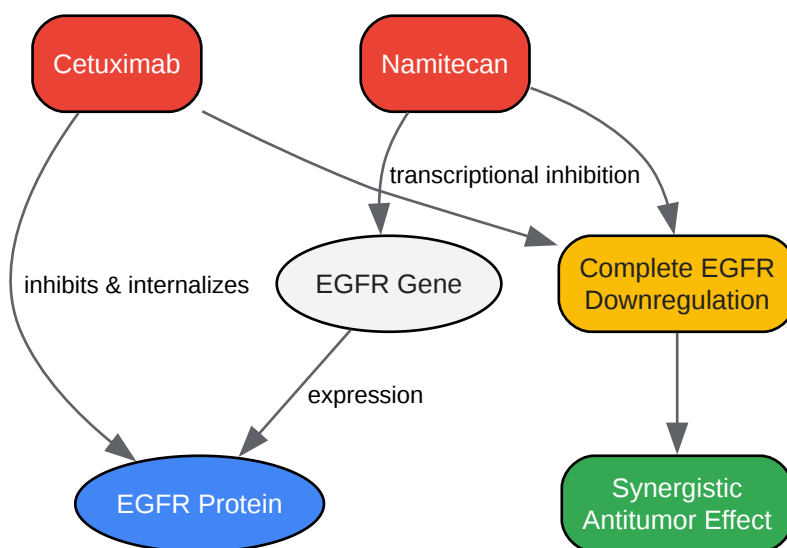 Cetuximab
Namitecan
transcriptional inhibition
inhibits & internalizes
EGFR Gene
Complete EGFR
Downregulation
expression
EGFR Protein
Synergistic
Antitumor Effect